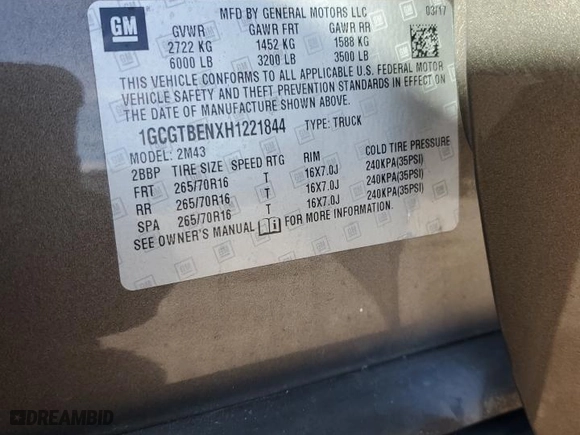 GM
MFD BY GENERAL MOTORS LLC
03/17
GVWR GAWR FRT GAWR RR
2722 KG 1452 KG 1588 KG
6000 LB 3200 LB 3500 LB
THIS VEHICLE CONFORMS TO ALL APPLICABLE U.S. FEDERAL MOTOR
VEHICLE SAFETY AND THEFT PREVENTION STANDARDS IN EFFECT ON
THE DATE OF MANUFACTURE SHOWN ABOVE.
1GCGTBENXH1221844 TYPE: TRUCK
MODEL: 2M43
2BBP TIRE SIZE SPEED RTG RIM COLD TIRE PRESSURE
FRT 265/70R16 T 16X7.0J 240KPA(35PSI)
RR 265/70R16 T 16X7.0J 240KPA(35PSI)
SPA 265/70R16 T 16X7.0J 240KPA(35PSI)
SEE OWNER'S MANUAL FOR MORE INFORMATION.
DREAMBID